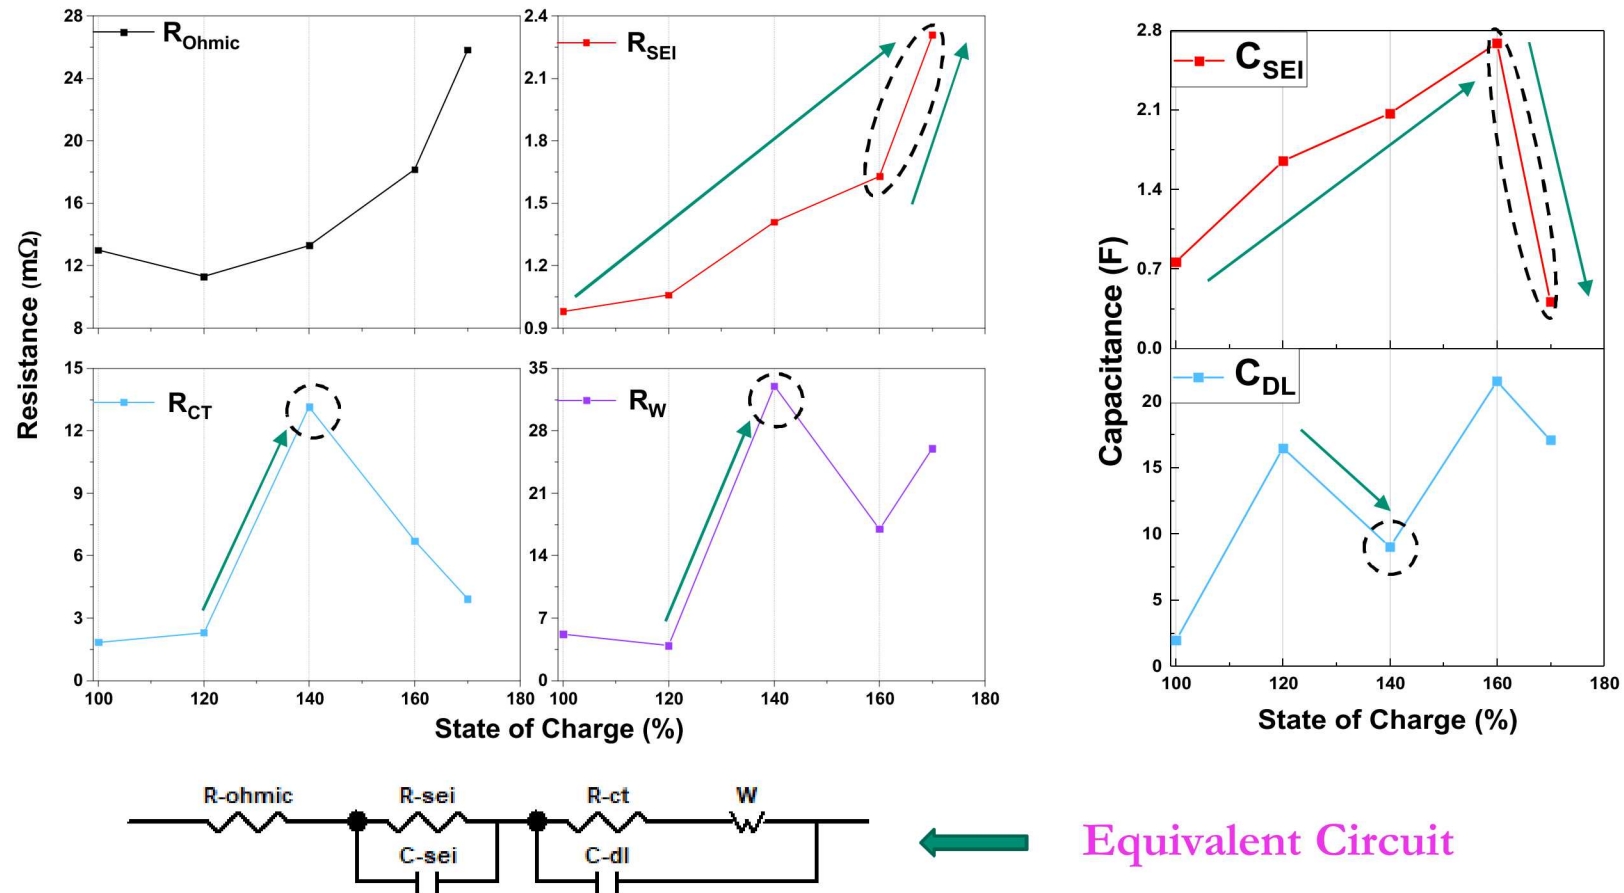 28
24
20
16
12
8
R_Ohmic
2.4
2.1
1.8
1.5
1.2
0.9
R_SEI
15
12
9
6
3
0
R_CT
100 120 140 160 180
35
28
21
14
7
0
R_W
100 120 140 160 180
Resistance (mΩ)
State of Charge (%)
2.8
2.1
1.4
0.7
0.0
C_SEI
20
15
10
5
0
C_DL
100 120 140 160 180
Capacitance (F)
State of Charge (%)
R-ohmic R-sei R-ct W
C-sei C-dl
Equivalent Circuit